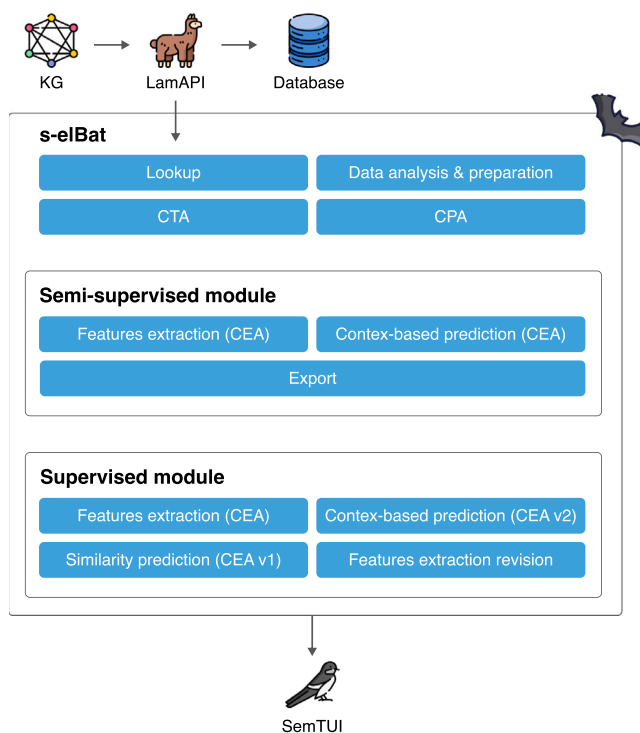 KG
LamAPI
Database
s-elBat
Lookup
Data analysis & preparation
CTA
CPA
Semi-supervised module
Features extraction (CEA)
Contex-based prediction (CEA)
Export
Supervised module
Features extraction (CEA)
Contex-based prediction (CEA v2)
Similarity prediction (CEA v1)
Features extraction revision
SemTUI